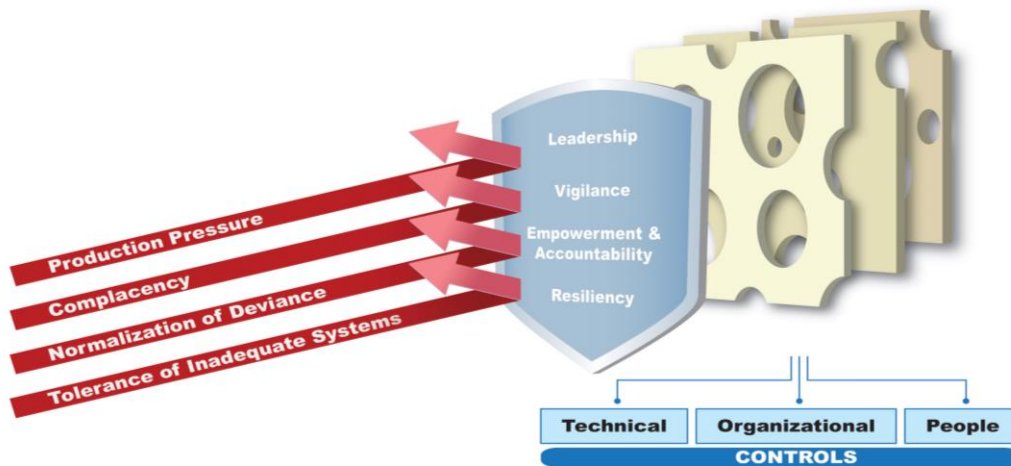 Leadership
Vigilance
Empowerment &
Accountability
Resiliency
Production Pressure
Complacency
Normalization of Deviance
Tolerance of Inadequate Systems
Technical
Organizational
People
CONTROLS